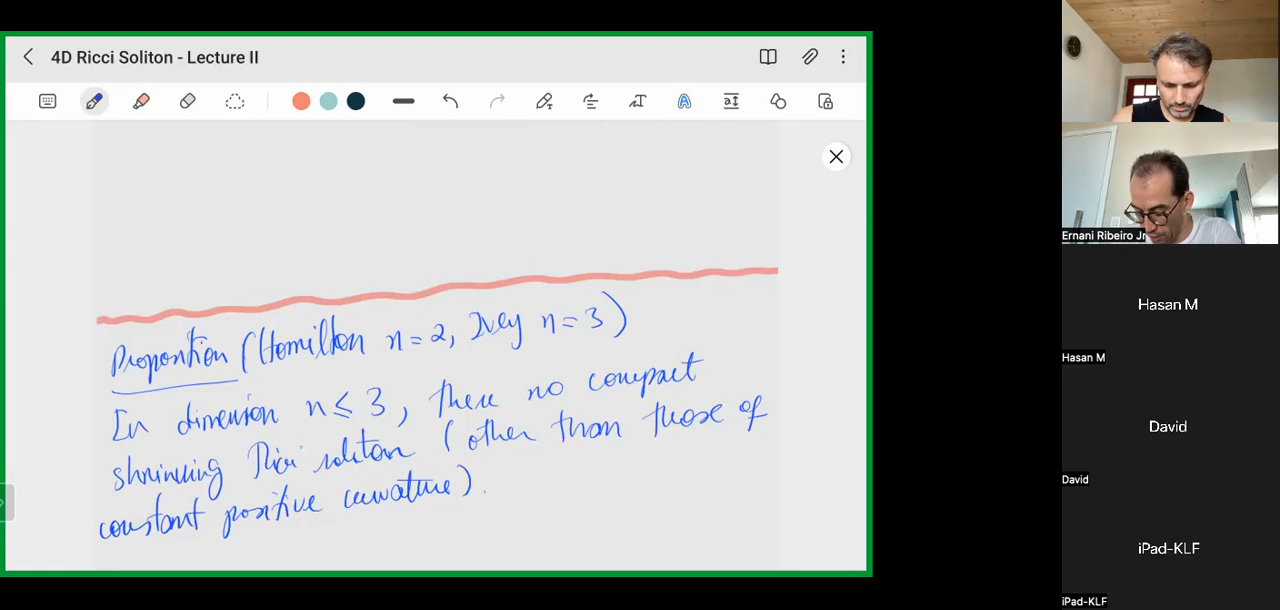 4D Ricci Soliton - Lecture II
Proposition (Hamilton n=2, Ivey n=3)
In dimension n ≤ 3, there no compact
shrinking Ricci soliton (other than those of
constant positive curvature).
Ernani Ribeiro Jr
Hasan M
Hasan M
David
David
iPad-KLF
iPad-KLF